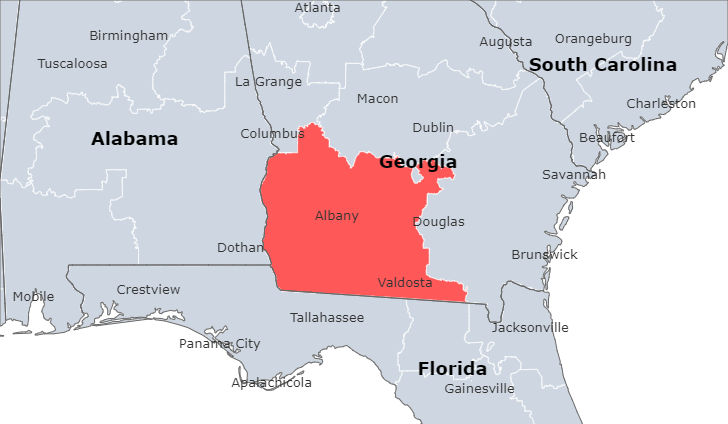 Atlanta
Birmingham
Augusta
Orangeburg
Tuscaloosa
South Carolina
La Grange
Macon
Charleston
Columbus
Dublin
Alabama
Beaufort
Georgia
Savannah
Albany
Douglas
Dothan
Brunswick
Valdosta
Crestview
Mobile
Tallahassee
Jacksonville
Panama City
Florida
Apalachicola
Gainesville